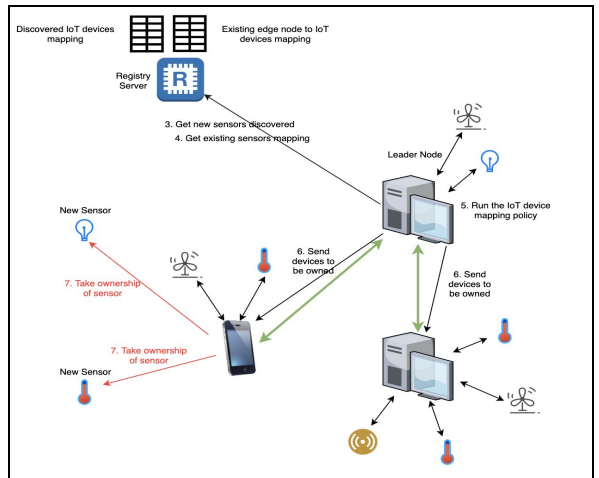 Discovered IoT devices
mapping
Existing edge node to IoT
devices mapping
Registry
Server
R
3. Get new sensors discovered
4. Get existing sensors mapping
Leader Node
5. Run the IoT device
mapping policy
New Sensor
6. Send
devices to
be owned
6. Send
devices to
be owned
7. Take ownership
of sensor
7. Take ownership
of sensor
New Sensor